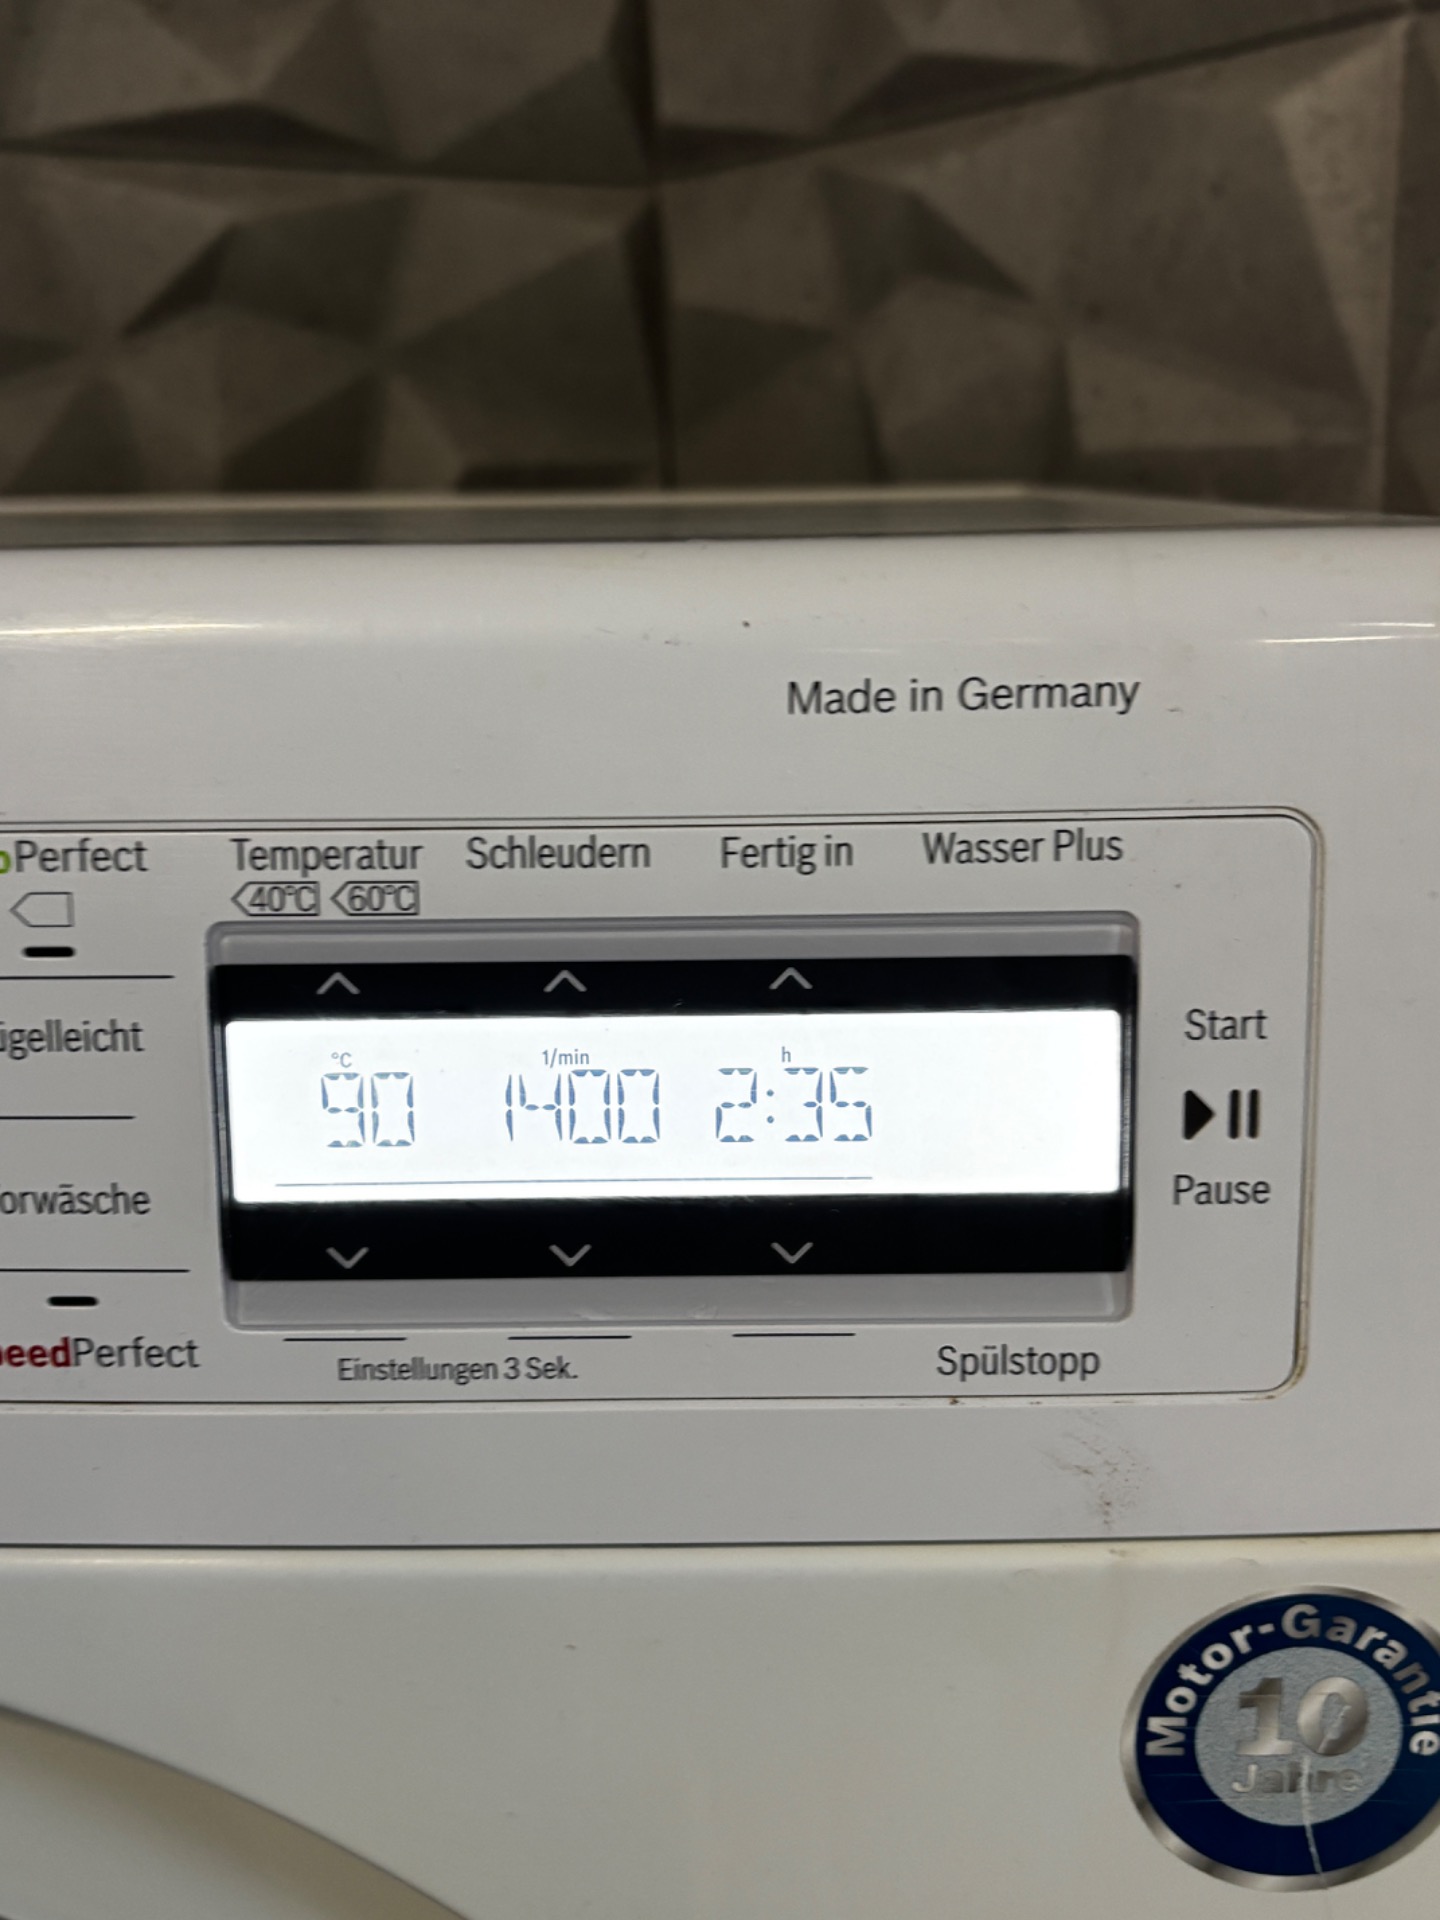 Made in Germany
Perfect
Temperatur
Schleudern
Fertig in
Wasser Plus
40°C 60°C
°C
1/min
h
90
1400
2:35
Start
Pause
gelleicht
orwäsche
eedPerfect
Einstellungen 3 Sek.
Spülstopp
Motor-Garantie
10
Jahre